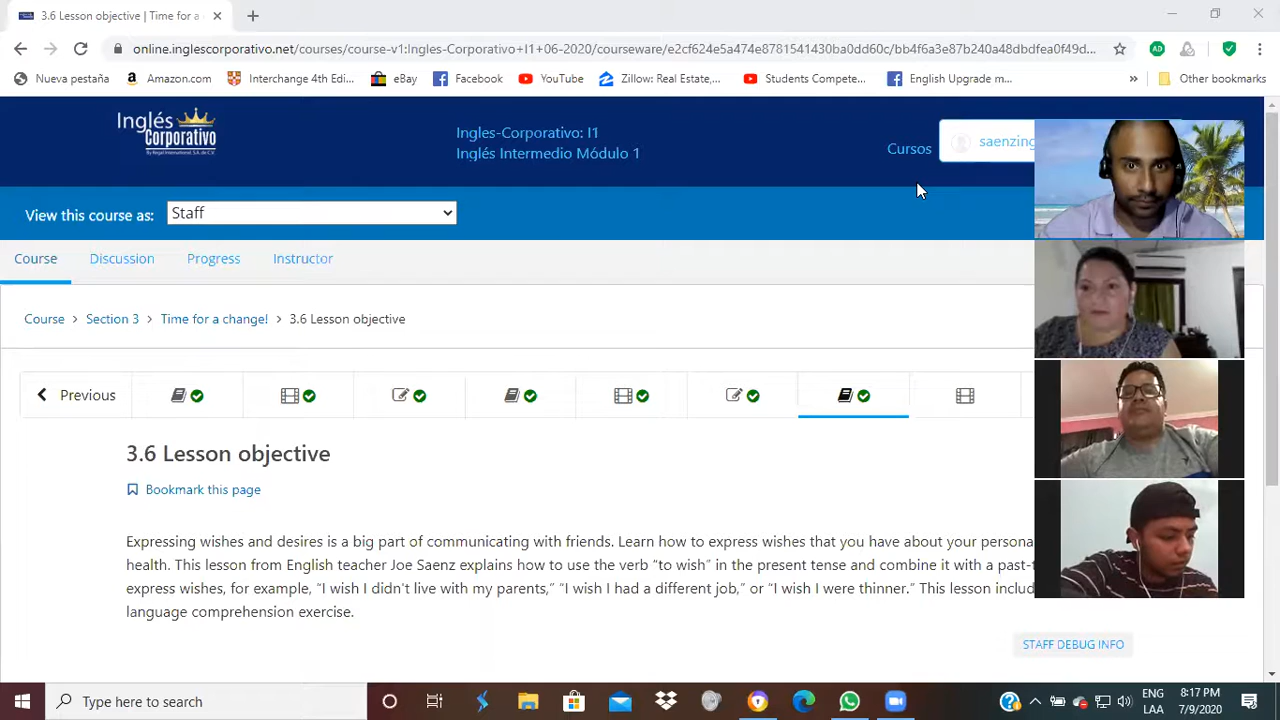 3.6 Lesson objective | Time for a
online.inglescorporativo.net/courses/course-v1:Ingles-Corporativo+I1+06-2020/courseware/e2cf624e5a474e8781541430ba0dd60c/bb4f6a3e87b240a48dbdfea0f49d...
Nueva pestaña Amazon.com Interchange 4th Edi... eBay Facebook YouTube Zillow: Real Estate,... Students Compete... English Upgrade m... » Other bookmarks
Inglés Corporativo
By Regal International, S.A. de C.V.
Ingles-Corporativo: I1
Inglés Intermedio Módulo 1
Cursos saenzing
View this course as: Staff
Course Discussion Progress Instructor
Course > Section 3 > Time for a change! > 3.6 Lesson objective
Previous
3.6 Lesson objective
Bookmark this page
Expressing wishes and desires is a big part of communicating with friends. Learn how to express wishes that you have about your persona
health. This lesson from English teacher Joe Saenz explains how to use the verb “to wish” in the present tense and combine it with a past-t
express wishes, for example, “I wish I didn’t live with my parents,” “I wish I had a different job,” or “I wish I were thinner.” This lesson includ
language comprehension exercise.
STAFF DEBUG INFO
Type here to search
ENG
LAA
8:17 PM
7/9/2020